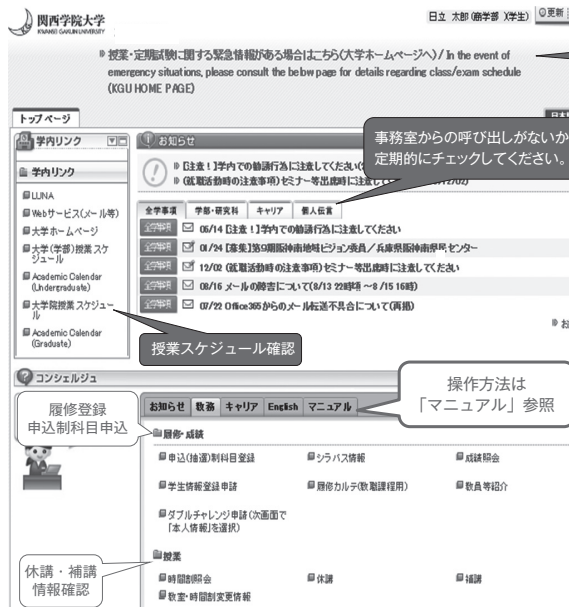 関西学院大学
KWANSEI GAKUIN UNIVERSITY
日立 太郎(商学部 )(学生)
更新
授業・定期試験に関する緊急情報がある場合はこちら(大学ホームページへ)/ In the event of
emergency situations, please consult the below page for details regarding class/exam schedule
(KGU HOME PAGE)
トップページ
学内リンク
学内リンク
LUNA
Webサービス(メール等)
大学ホームページ
大学(学部)授業スケ
ジュール
Academic Calendar
(Undergraduate)
大学院授業スケジュー
ル
Academic Calendar
(Graduate)
お知らせ
【注意!】学内での勧誘行為に注意してください
(就職活動時の注意事項)セミナー等出席時に注意して
12/02)
事務室からの呼び出しがないか
定期的にチェックしてください。
全学事項 学部・研究科 キャリア 個人伝言
06/14 【注意!】学内での勧誘行為に注意してください
01/24 【募集】第9期阪神南地域ビジョン委員/兵庫県阪神南県民センター
12/02 (就職活動時の注意事項)セミナー等出席時に注意してください
08/16 メールの障害について(8/13 22時頃 ~8/15 16時)
07/22 Office365からのメール転送不具合について(再掲)
お
授業スケジュール確認
コンシェルジュ
操作方法は
「マニュアル」参照
履修登録
申込制科目申込
お知らせ 教務 キャリア English マニュアル
履修・成績
申込(抽選)制科目登録 シラバス情報 成績照会
学生情報登録申請 履修カルテ(教職課程用) 教員等紹介
ダブルチャレンジ申請(次画面で
「本人情報」を選択)
授業
休講・補講
情報確認
時間割照会 休講 補講
教室・時間割変更情報